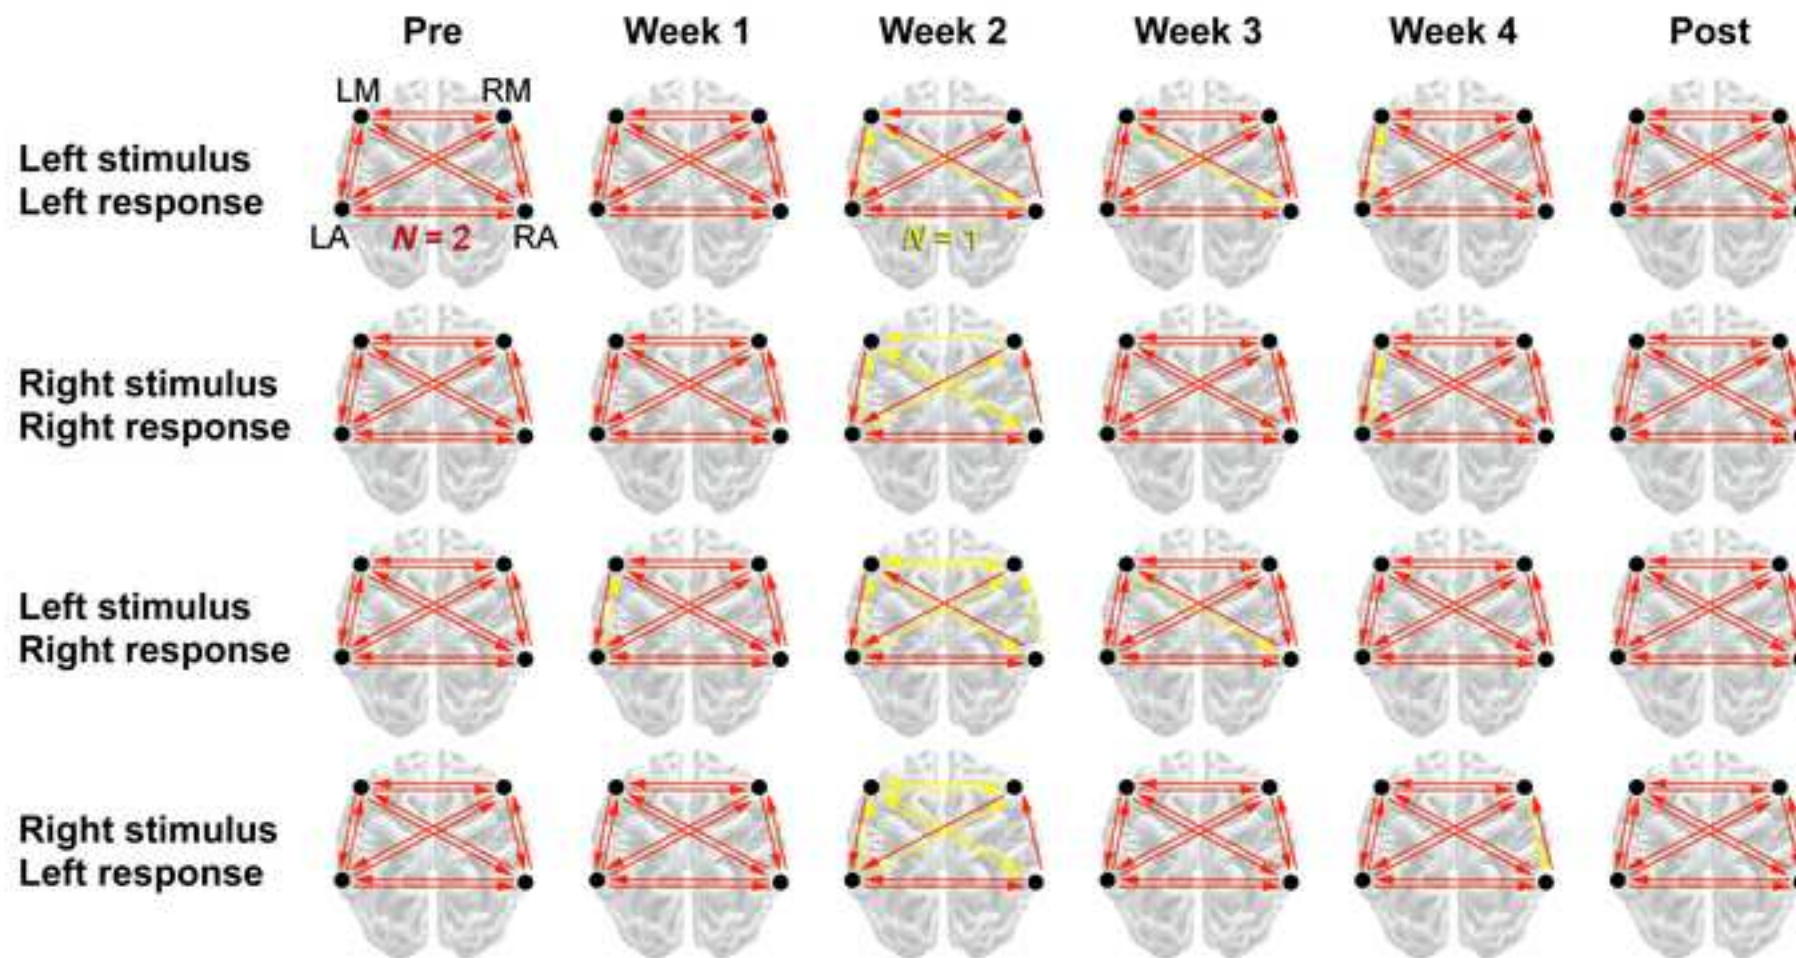 Pre Week 1 Week 2 Week 3 Week 4 Post
LM RM
Left stimulus
Left response
LA N = 2 RA N = 1
Right stimulus
Right response
Left stimulus
Right response
Right stimulus
Left response